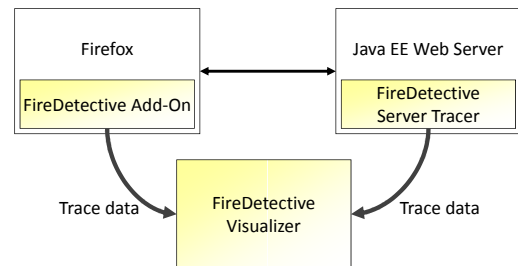 Firefox
Java EE Web Server
FireDetective Add-On
FireDetective
Server Tracer
Trace data
FireDetective
Visualizer
Trace data